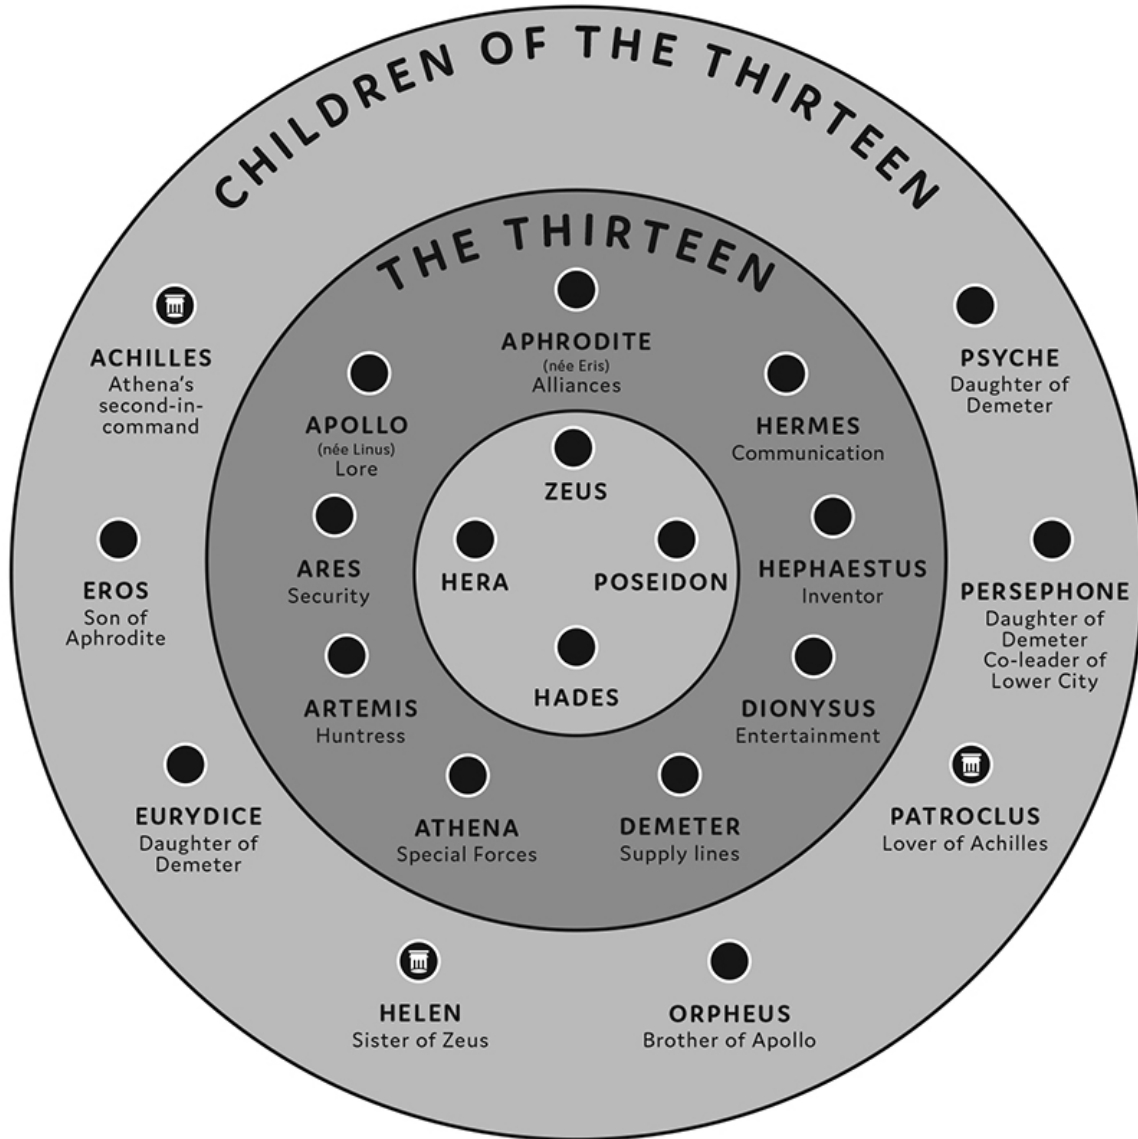 CHILDREN OF THE THIRTEEN
THE THIRTEEN
ACHILLES
Athena's
second-in-
command
APHRODITE
(née Eris)
Alliances
PSYCHE
Daughter of
Demeter
APOLLO
(née Linus)
Lore
HERMES
Communication
ZEUS
EROS
Son of
Aphrodite
ARES
Security
HERA
POSEIDON
HEPHAESTUS
Inventor
PERSEPHONE
Daughter of
Demeter
Co-leader of
Lower City
HADES
ARTEMIS
Huntress
DIONYSUS
Entertainment
EURYDICE
Daughter of
Demeter
ATHENA
Special Forces
DEMETER
Supply lines
PATROCLUS
Lover of Achilles
HELEN
Sister of Zeus
ORPHEUS
Brother of Apollo